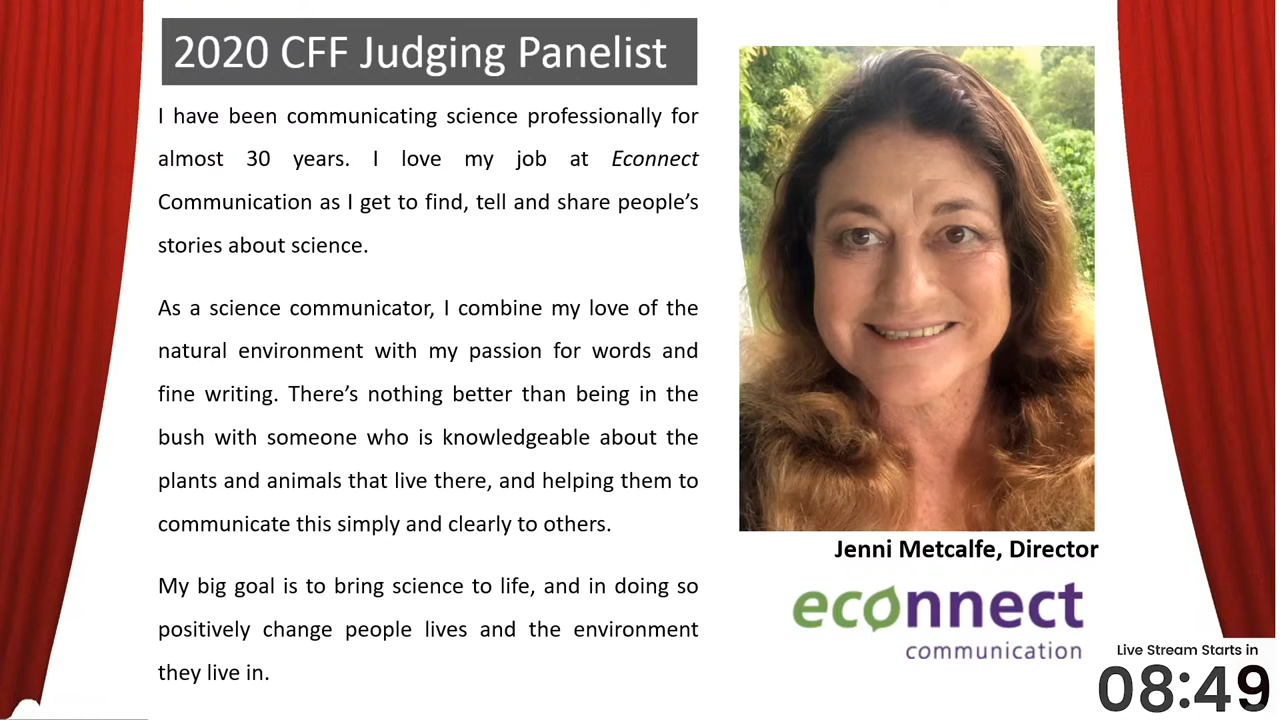 2020 CFF Judging Panelist
I have been communicating science professionally for
almost 30 years. I love my job at Econnect
Communication as I get to find, tell and share people’s
stories about science.
As a science communicator, I combine my love of the
natural environment with my passion for words and
fine writing. There’s nothing better than being in the
bush with someone who is knowledgeable about the
plants and animals that live there, and helping them to
communicate this simply and clearly to others.
My big goal is to bring science to life, and in doing so
positively change people lives and the environment
they live in.
Jenni Metcalfe, Director
econnect
communication
Live Stream Starts in
08:49